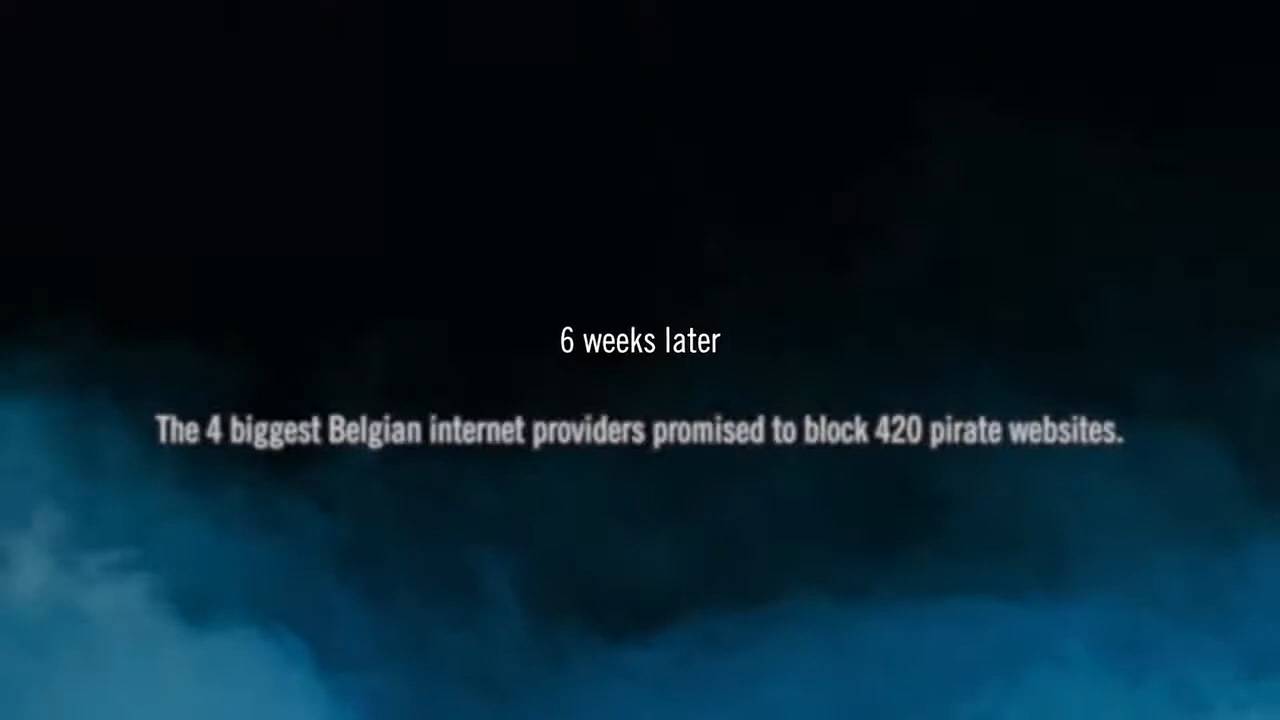 6 weeks later
The 4 biggest Belgian internet providers promised to block 420 pirate websites.